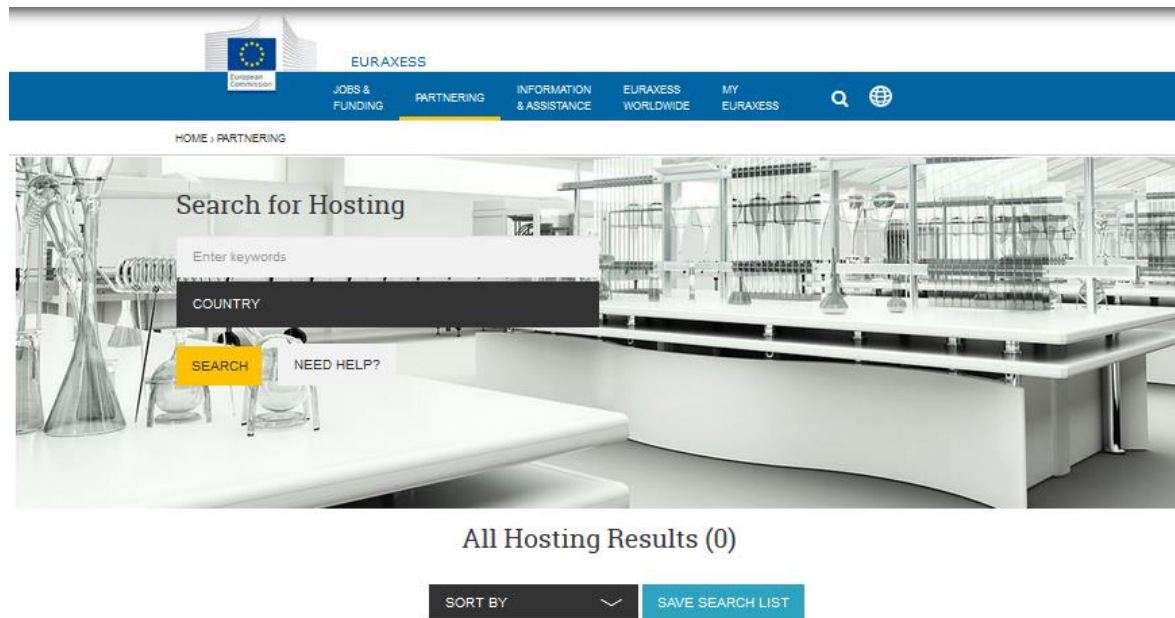 European
Commission
EURAXESS
JOBS &
FUNDING
PARTNERING
INFORMATION
& ASSISTANCE
EURAXESS
WORLDWIDE
MY
EURAXESS
HOME › PARTNERING
Search for Hosting
Enter keywords
COUNTRY
SEARCH
NEED HELP?
All Hosting Results (0)
SORT BY
SAVE SEARCH LIST